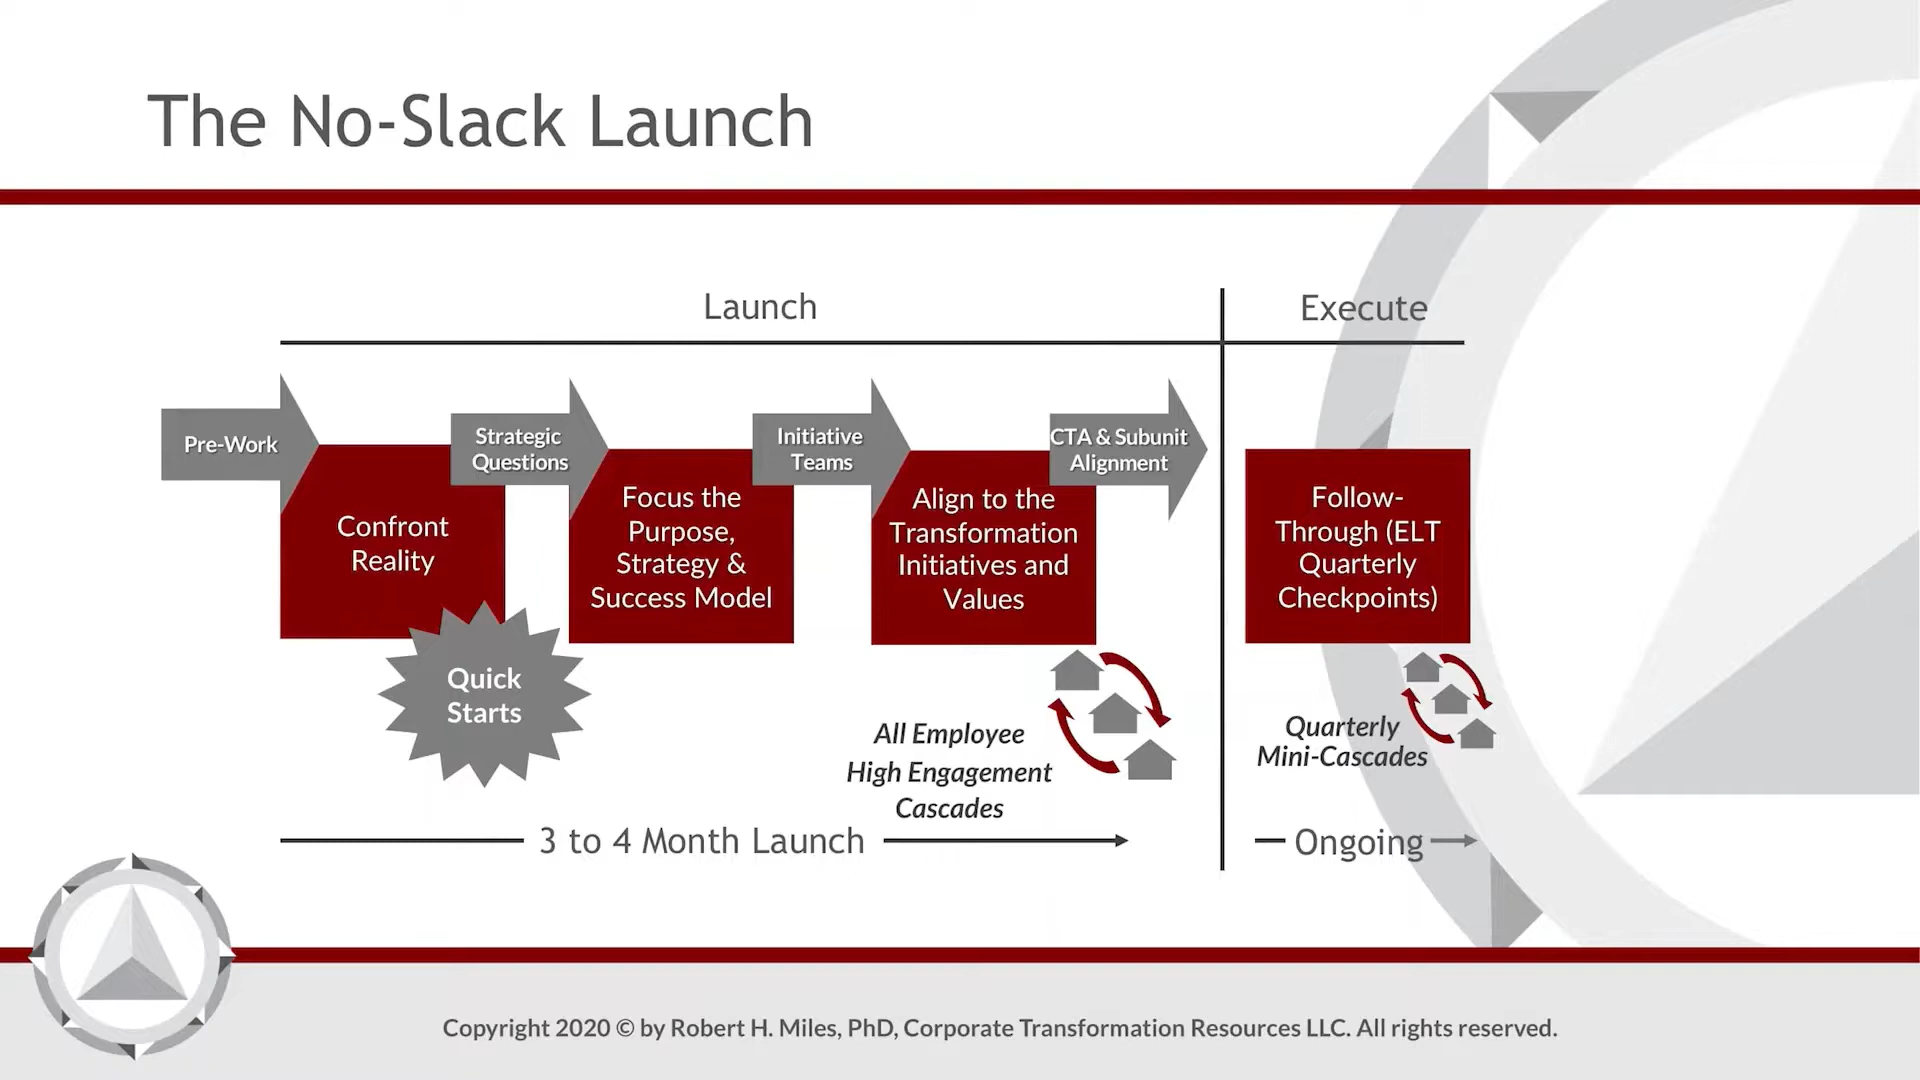 The No-Slack Launch
Launch
Execute
Pre-Work
Strategic
Questions
Initiative
Teams
CTA & Subunit
Alignment
Confront
Reality
Focus the
Purpose,
Strategy &
Success Model
Align to the
Transformation
Initiatives and
Values
Follow-
Through (ELT
Quarterly
Checkpoints)
Quick
Starts
All Employee
High Engagement
Cascades
Quarterly
Mini-Cascades
3 to 4 Month Launch
Ongoing
Copyright 2020 © by Robert H. Miles, PhD, Corporate Transformation Resources LLC. All rights reserved.